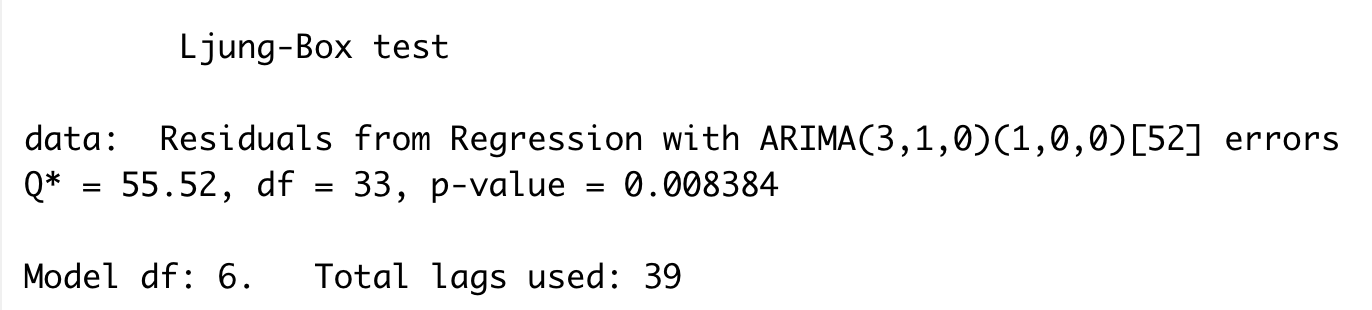 Ljung-Box test
data:  Residuals from Regression with ARIMA(3,1,0)(1,0,0)[52] errors
Q* = 55.52, df = 33, p-value = 0.008384
Model df: 6.   Total lags used: 39